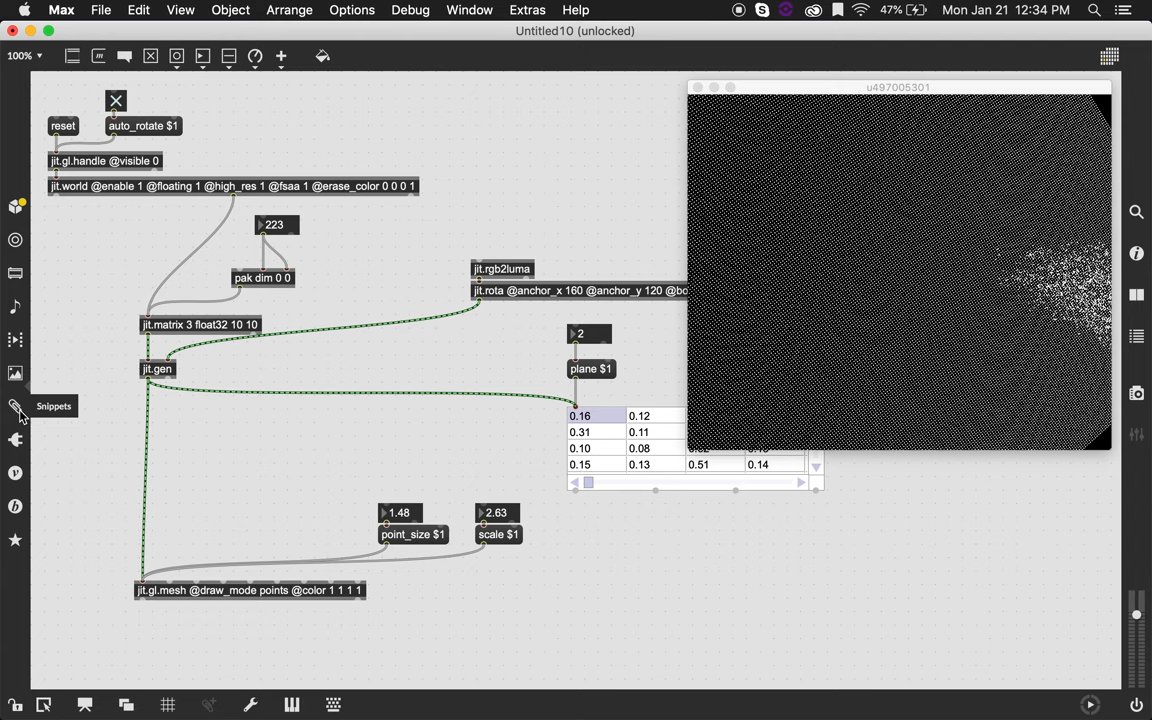 Max File Edit View Object Arrange Options Debug Window Extras Help 47% Mon Jan 21 12:34 PM
Untitled10 (unlocked)
100%
u497005301
reset auto_rotate $1
jit.gl.handle @visible 0
jit.world @enable 1 @floating 1 @high_res 1 @fsaa 1 @erase_color 0 0 0 1
223
pak dim 0 0
jit.rgb2luma
jit.rota @anchor_x 160 @anchor_y 120 @bo
jit.matrix 3 float32 10 10
2
jit.gen plane $1
Snippets
0.16 0.12
0.31 0.11
0.10 0.08
0.15 0.13 0.51 0.14
1.48 2.63
point_size $1 scale $1
jit.gl.mesh @draw_mode points @color 1 1 1 1